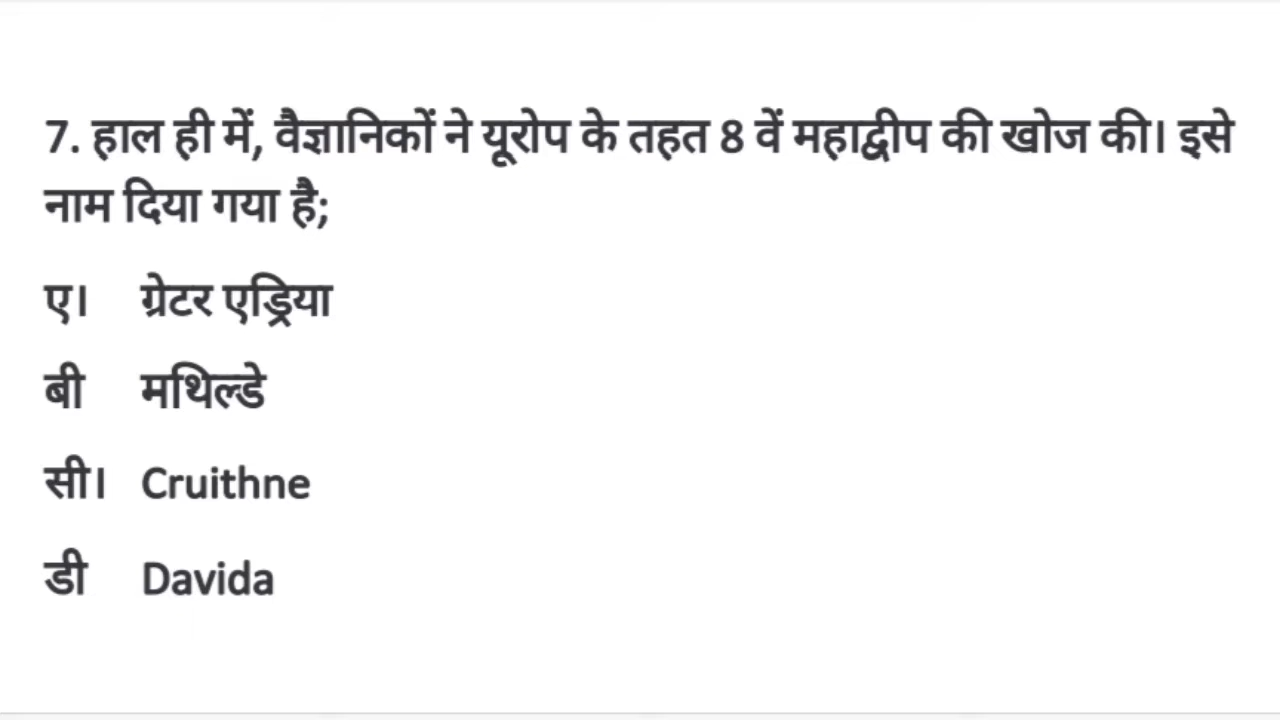 7. हाल ही में, वैज्ञानिकों ने यूरोप के तहत 8 वें महाद्वीप की खोज की। इसे
नाम दिया गया है;
ए। ग्रेटर एड्रिया
बी मथिल्डे
सी। Cruithne
डी Davida